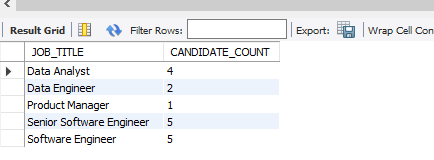 Result Grid Filter Rows: Export: Wrap Cell Con
JOB_TITLE CANDIDATE_COUNT
Data Analyst 4
Data Engineer 2
Product Manager 1
Senior Software Engineer 5
Software Engineer 5